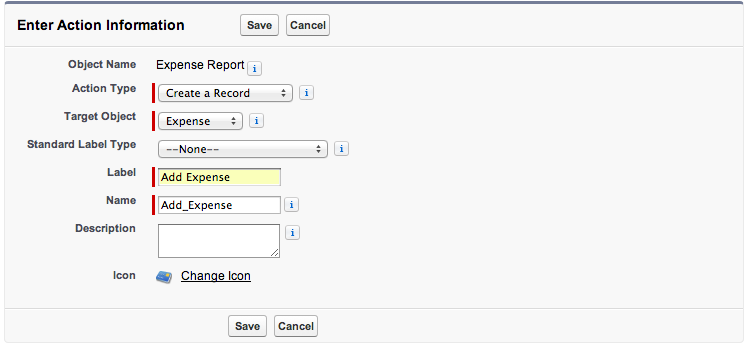 Enter Action Information Save Cancel
Object Name Expense Report i
Action Type Create a Record i
Target Object Expense i
Standard Label Type --None-- i
Label Add Expense
Name Add_Expense i
Description i
Icon Change Icon
Save Cancel